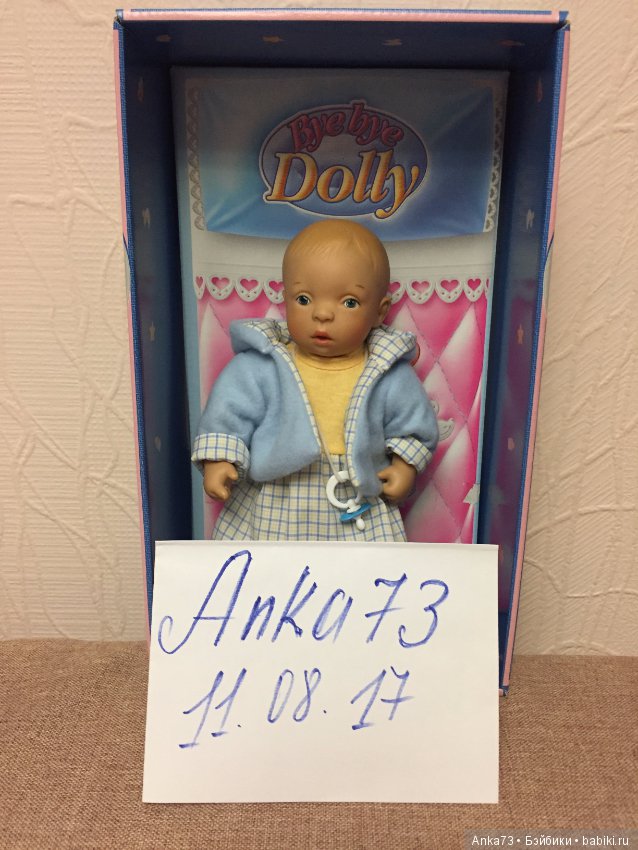 Bye bye
Dolly
Anka73
11.08.17
Anka73 • Бэйбики • babiki.ru